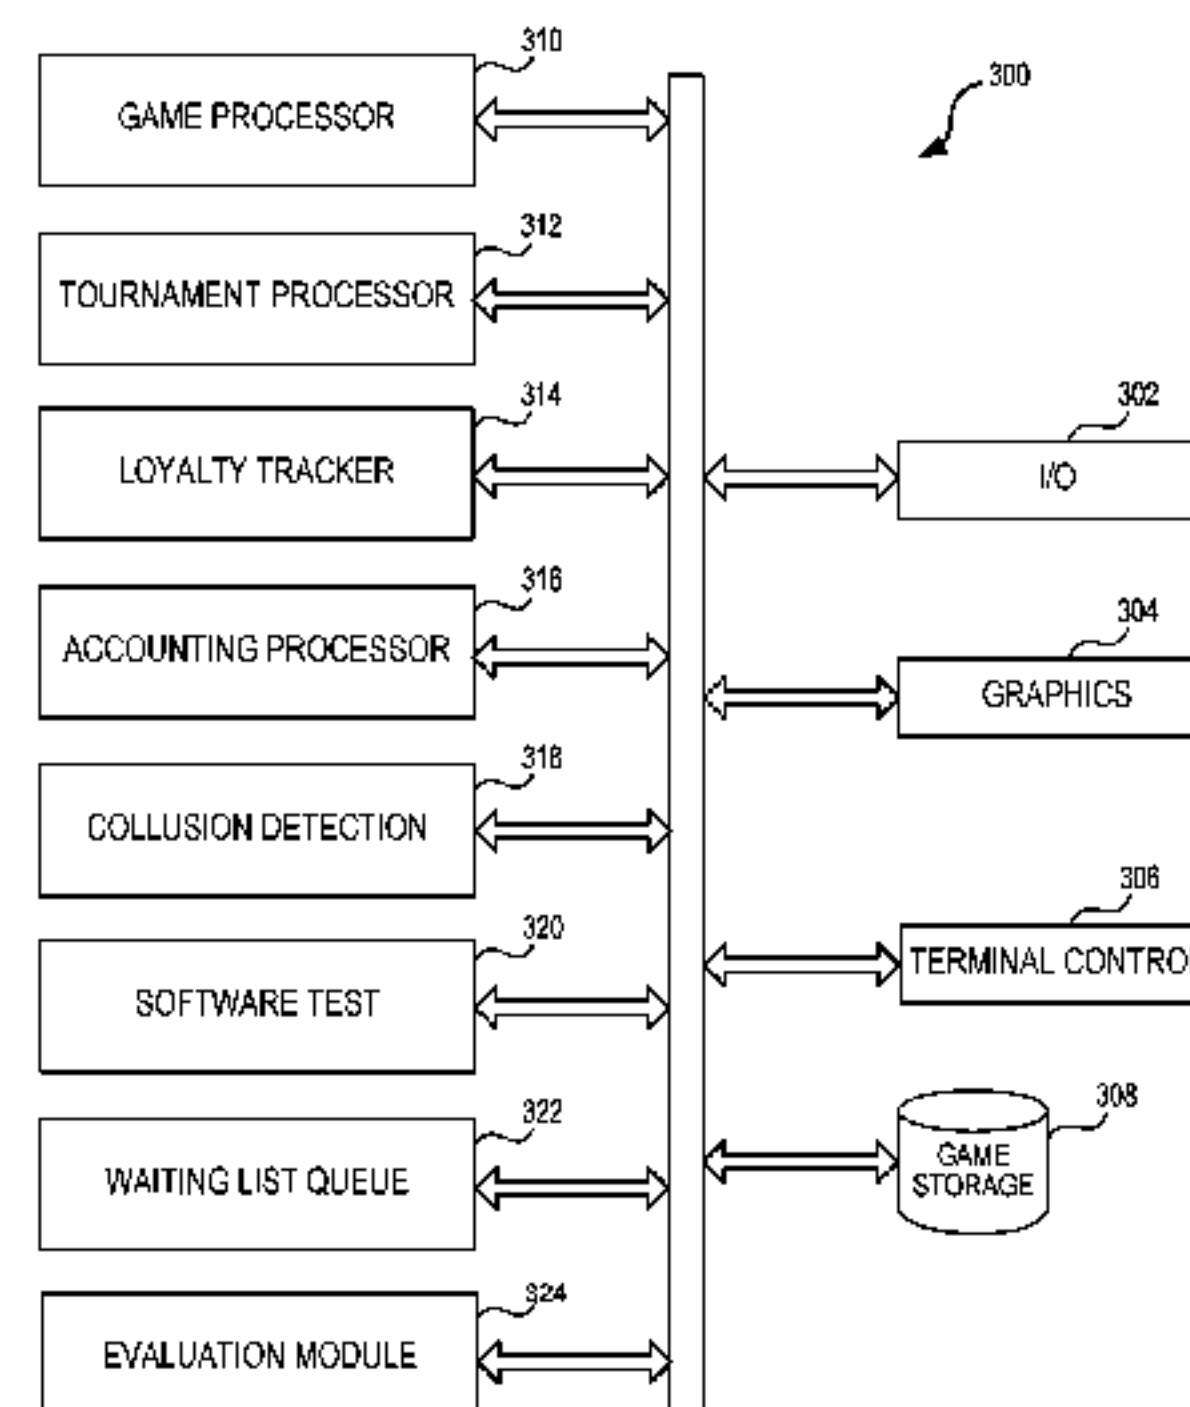 310
GAME PROCESSOR
300
312
TOURNAMENT PROCESSOR
314
LOYALTY TRACKER
302
I/O
316
ACCOUNTING PROCESSOR
304
GRAPHICS
318
COLLUSION DETECTION
306
TERMINAL CONTRO
320
SOFTWARE TEST
322
WAITING LIST QUEUE
308
GAME
STORAGE
324
EVALUATION MODULE